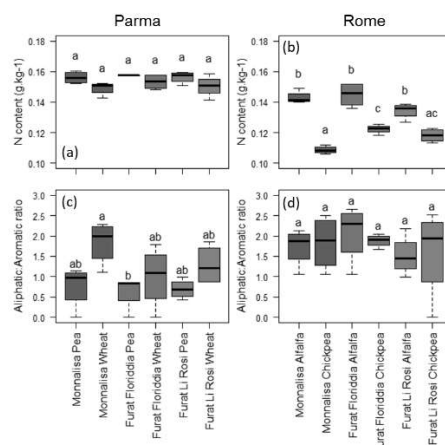 Parma
Rome
N content (g.kg-1)
0.18
0.16
0.14
0.12
0.10
a a a a a a
(a)
N content (g.kg-1)
0.18
0.16
0.14
0.12
0.10
(b)
b a b c b ac
Aliphatic:Aromatic ratio
3.0
2.5
2.0
1.5
1.0
0.5
0.0
(c)
ab a b ab ab ab
Aliphatic:Aromatic ratio
3.0
2.5
2.0
1.5
1.0
0.5
0.0
(d)
a a a a a a
Monnalisa Pea
Monnalisa Wheat
Furat Floriddia Pea
Furat Floriddia Wheat
Furat Li Rosi Pea
Furat Li Rosi Wheat
Monnalisa Alfalfa
Monnalisa Chickpea
Furat Floriddia Alfalfa
Furat Floriddia Chickpea
Furat Li Rosi Alfalfa
Furat Li Rosi Chickpea